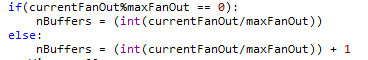 if(currentFanOut%maxFanOut == 0):
    nBuffers = (int(currentFanOut/maxFanOut))
else:
    nBuffers = (int(currentFanOut/maxFanOut)) + 1